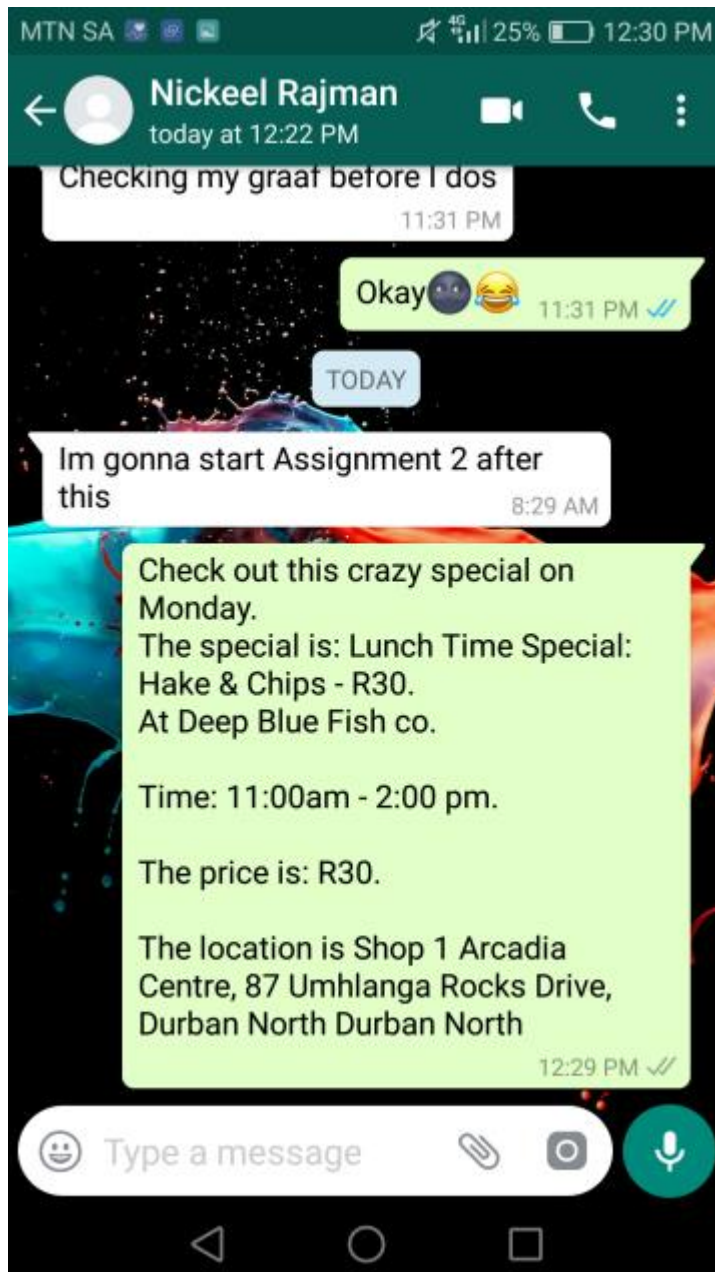 MTN SA 4G 25% 12:30 PM
Nickeel Rajman
today at 12:22 PM
Checking my graaf before I dos
11:31 PM
Okay🌚😂 11:31 PM
TODAY
Im gonna start Assignment 2 after
this 8:29 AM
Check out this crazy special on
Monday.
The special is: Lunch Time Special:
Hake & Chips - R30.
At Deep Blue Fish co.
Time: 11:00am - 2:00 pm.
The price is: R30.
The location is Shop 1 Arcadia
Centre, 87 Umhlanga Rocks Drive,
Durban North Durban North
12:29 PM
Type a message